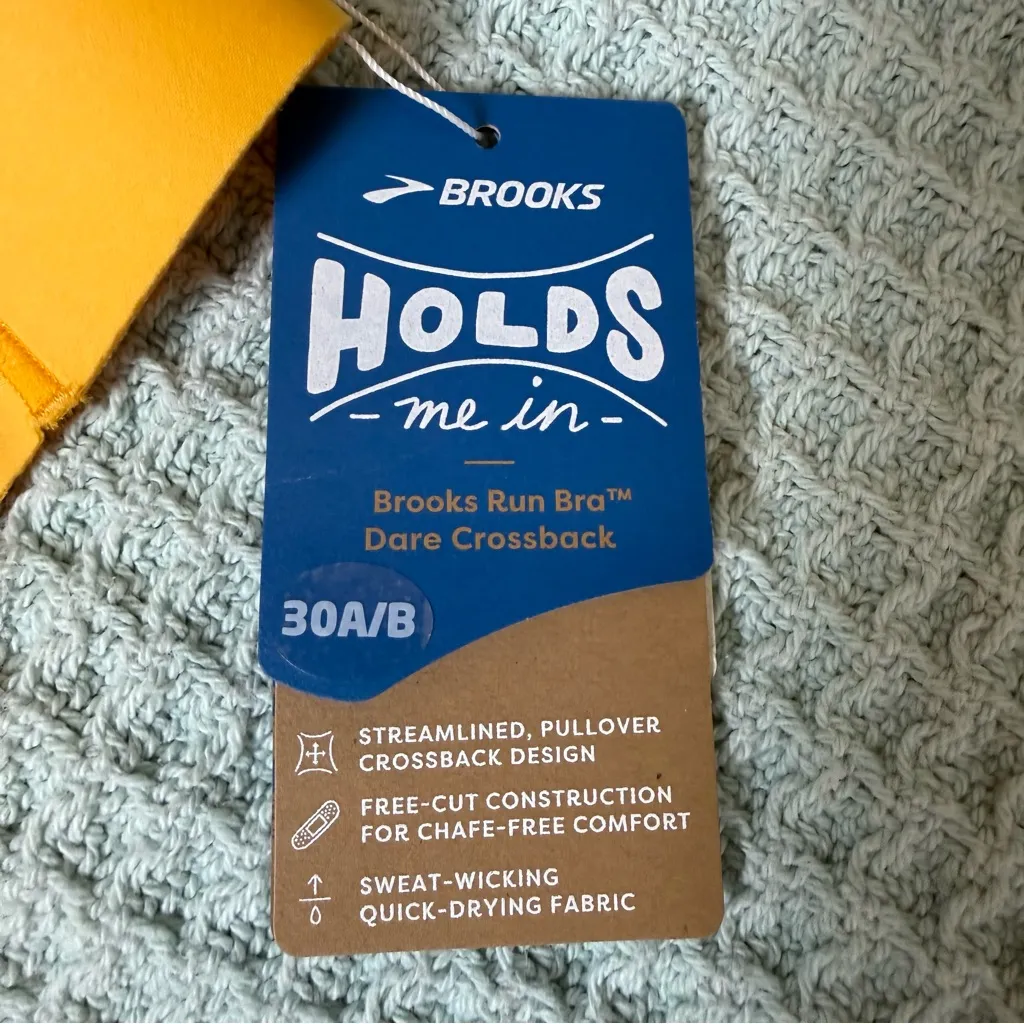 BROOKS
HOLDS
- me in -
Brooks Run Bra™
Dare Crossback
30A/B
STREAMLINED, PULLOVER
CROSSBACK DESIGN
FREE-CUT CONSTRUCTION
FOR CHAFE-FREE COMFORT
SWEAT-WICKING
QUICK-DRYING FABRIC